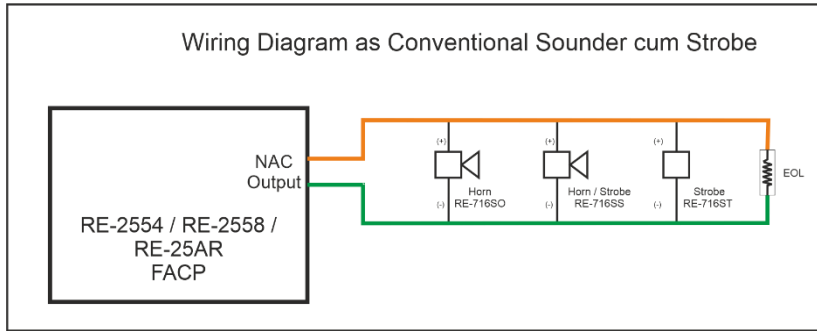 Wiring Diagram as Conventional Sounder cum Strobe
NAC
Output
RE-2554 / RE-2558 /
RE-25AR
FACP
(+)
(+)
(+)
Horn
RE-716SO
Horn / Strobe
RE-716SS
Strobe
RE-716ST
(-)
(-)
(-)
EOL